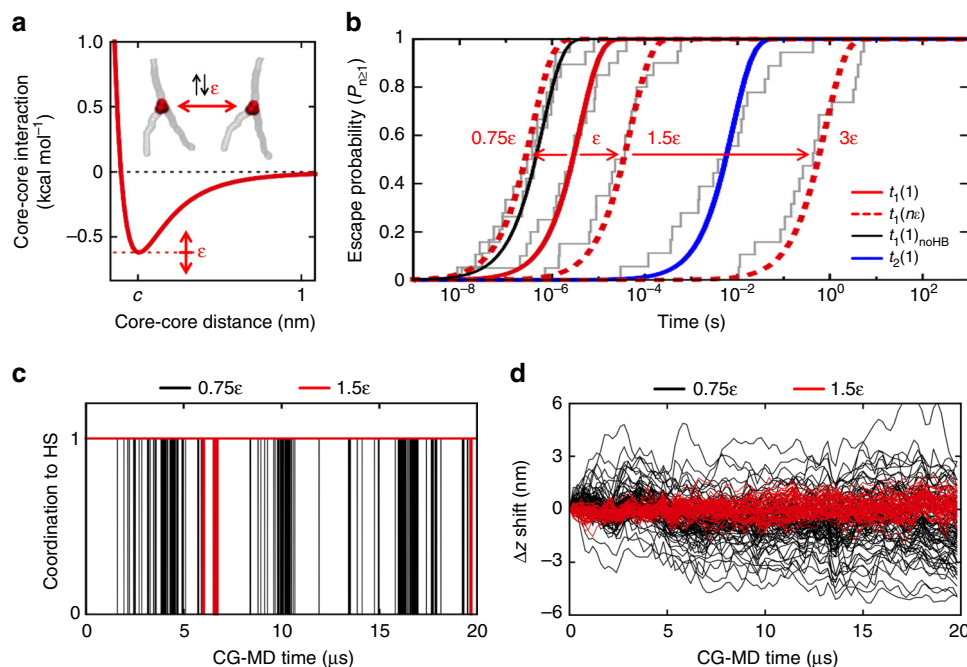 a
Core-core interaction
(kcal mol⁻¹)
1.0
0.5
0
−0.5
ε
ε
c
1
Core-core distance (nm)
b
Escape probability (Pn≥1)
1
0.8
0.6
0.4
0.2
0
0.75ε
ε
1.5ε
3ε
t1(1)
t1(nε)
t1(1)noHB
t2(1)
10⁻⁸
10⁻⁶
10⁻⁴
10⁻²
10⁰
10²
Time (s)
c
0.75ε
1.5ε
Coordination to HS
1
0
0
5
10
15
20
CG-MD time (μs)
d
0.75ε
1.5ε
Δz shift (nm)
6
3
0
−3
−6
0
5
10
15
20
CG-MD time (μs)